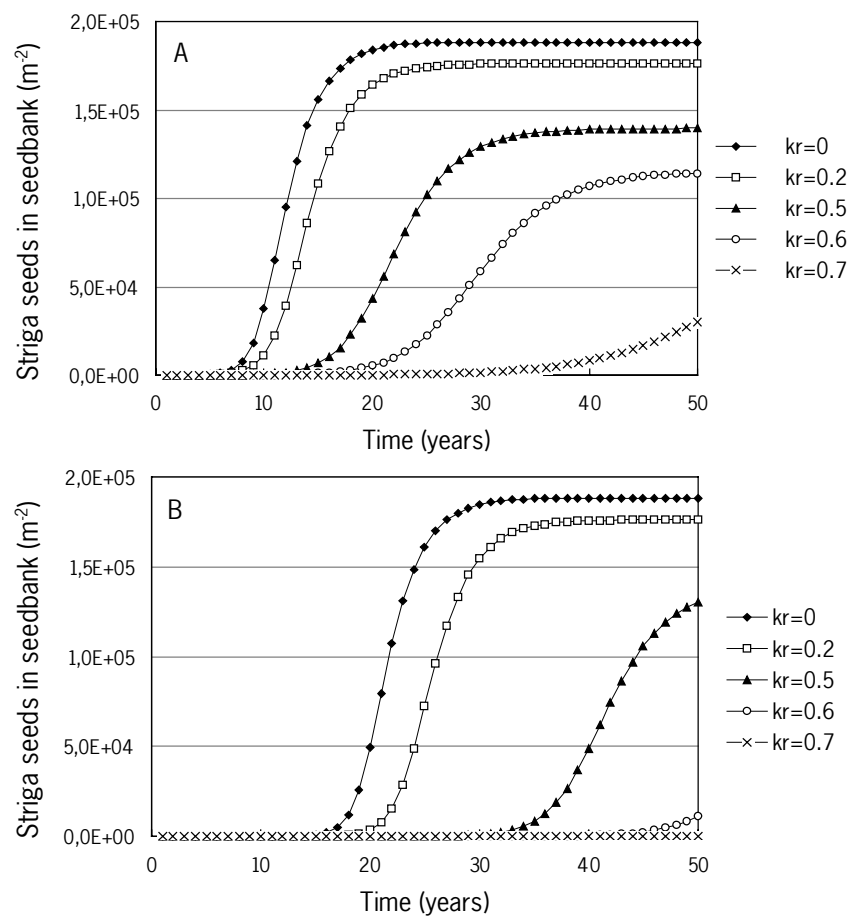 A
Striga seeds in seedbank (m-2)
2,0E+05
1,5E+05
1,0E+05
5,0E+04
0,0E+00
0 10 20 30 40 50
Time (years)
kr=0
kr=0.2
kr=0.5
kr=0.6
kr=0.7
B
Striga seeds in seedbank (m-2)
2,0E+05
1,5E+05
1,0E+05
5,0E+04
0,0E+00
0 10 20 30 40 50
Time (years)
kr=0
kr=0.2
kr=0.5
kr=0.6
kr=0.7